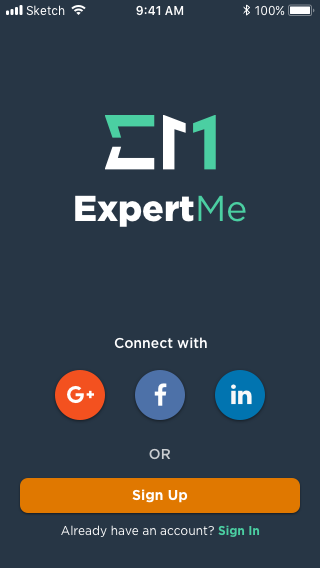 Sketch 9:41 AM 100%
ExpertMe
Connect with
G+ f in
OR
Sign Up
Already have an account? Sign In